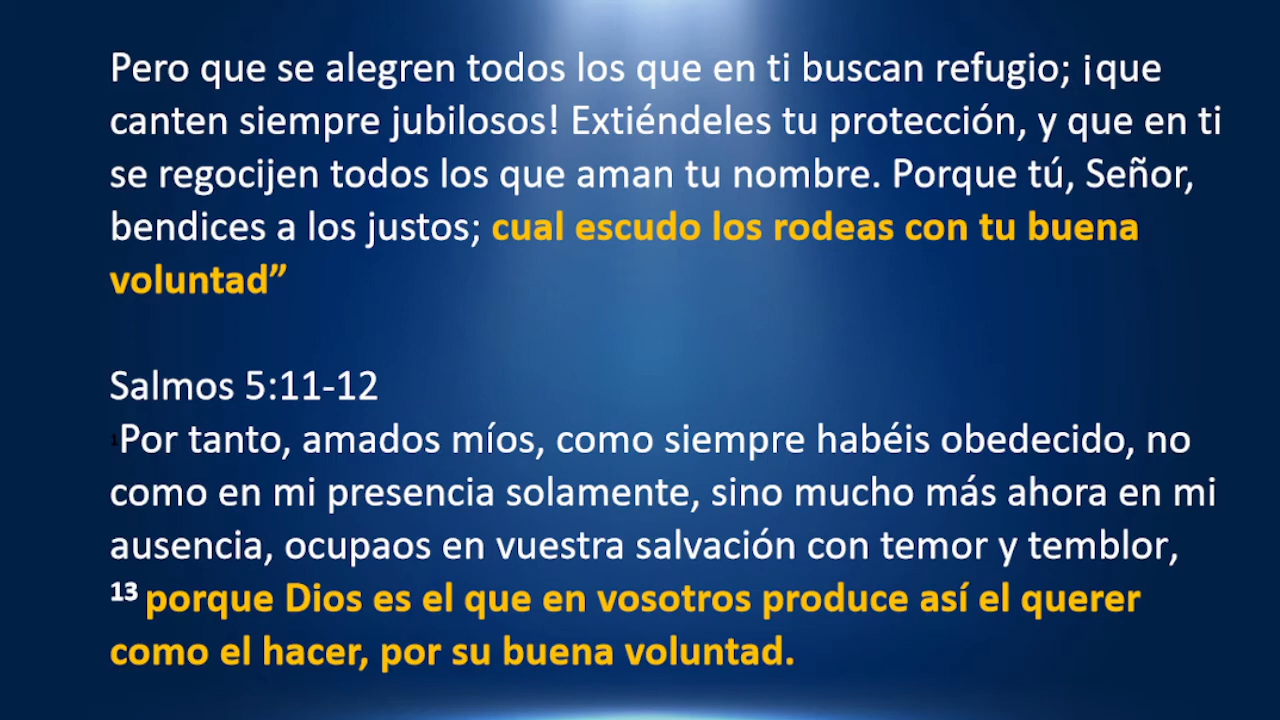 Pero que se alegren todos los que en ti buscan refugio; ¡que
canten siempre jubilosos! Extiéndeles tu protección, y que en ti
se regocijen todos los que aman tu nombre. Porque tú, Señor,
bendices a los justos; cual escudo los rodeas con tu buena
voluntad”
Salmos 5:11-12
Por tanto, amados míos, como siempre habéis obedecido, no
como en mi presencia solamente, sino mucho más ahora en mi
ausencia, ocupaos en vuestra salvación con temor y temblor,
13 porque Dios es el que en vosotros produce así el querer
como el hacer, por su buena voluntad.